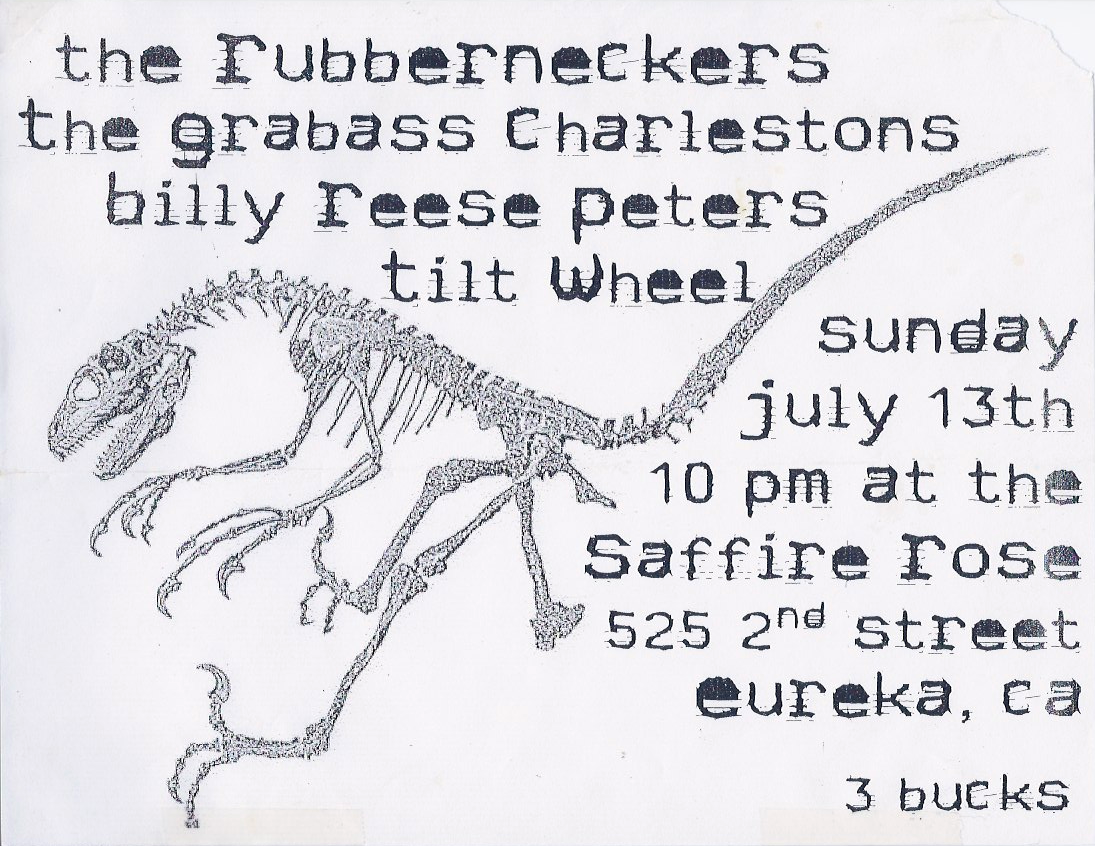 the rubberneckers
the grabass Charlestons
billy reese peters
tilt wheel
sunday
july 13th
10 pm at the
Saffire rose
525 2nd street
eureka, ca
3 bucks